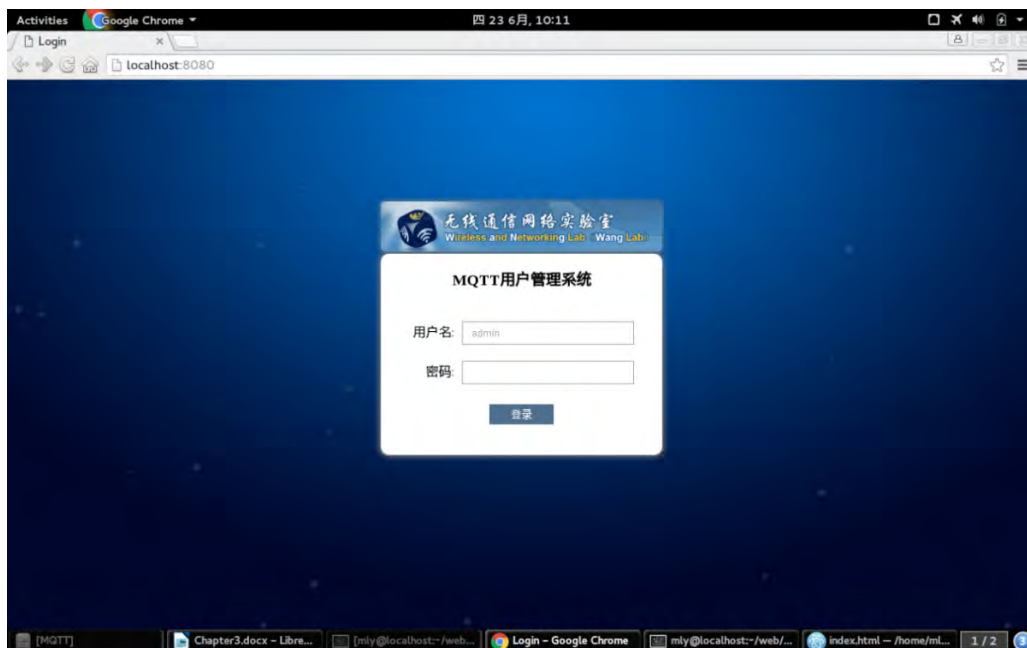 Activities Google Chrome 四 23 6月, 10:11
Login
localhost:8080
无线通信网络实验室
Wireless and Networking Lab Wang Lab
MQTT用户管理系统
用户名: admin
密码:
登录
[MQTT] Chapter3.docx – Libre... [mly@localhost:~/web... Login – Google Chrome mly@localhost:~/web/... index.html — /home/ml... 1 / 2